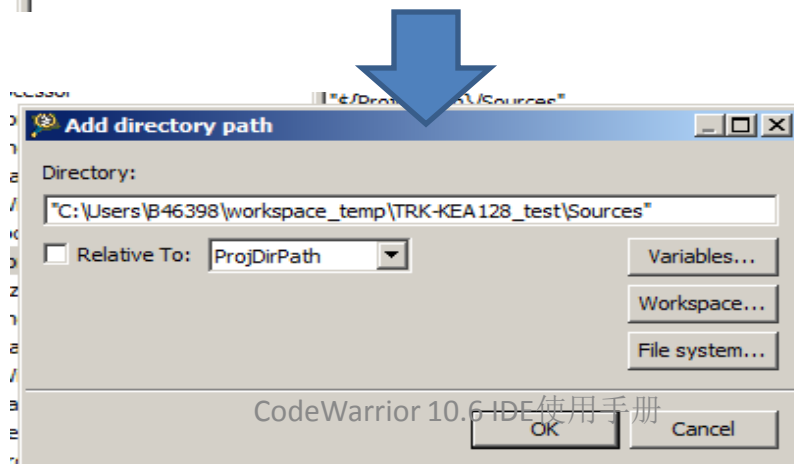 "${Pro
/Sources"
Add directory path
Directory:
"C:\Users\B46398\workspace_temp\TRK-KEA128_test\Sources"
Relative To: ProjDirPath
Variables...
Workspace...
File system...
CodeWarrior 10.6 IDE使用手册
OK Cancel